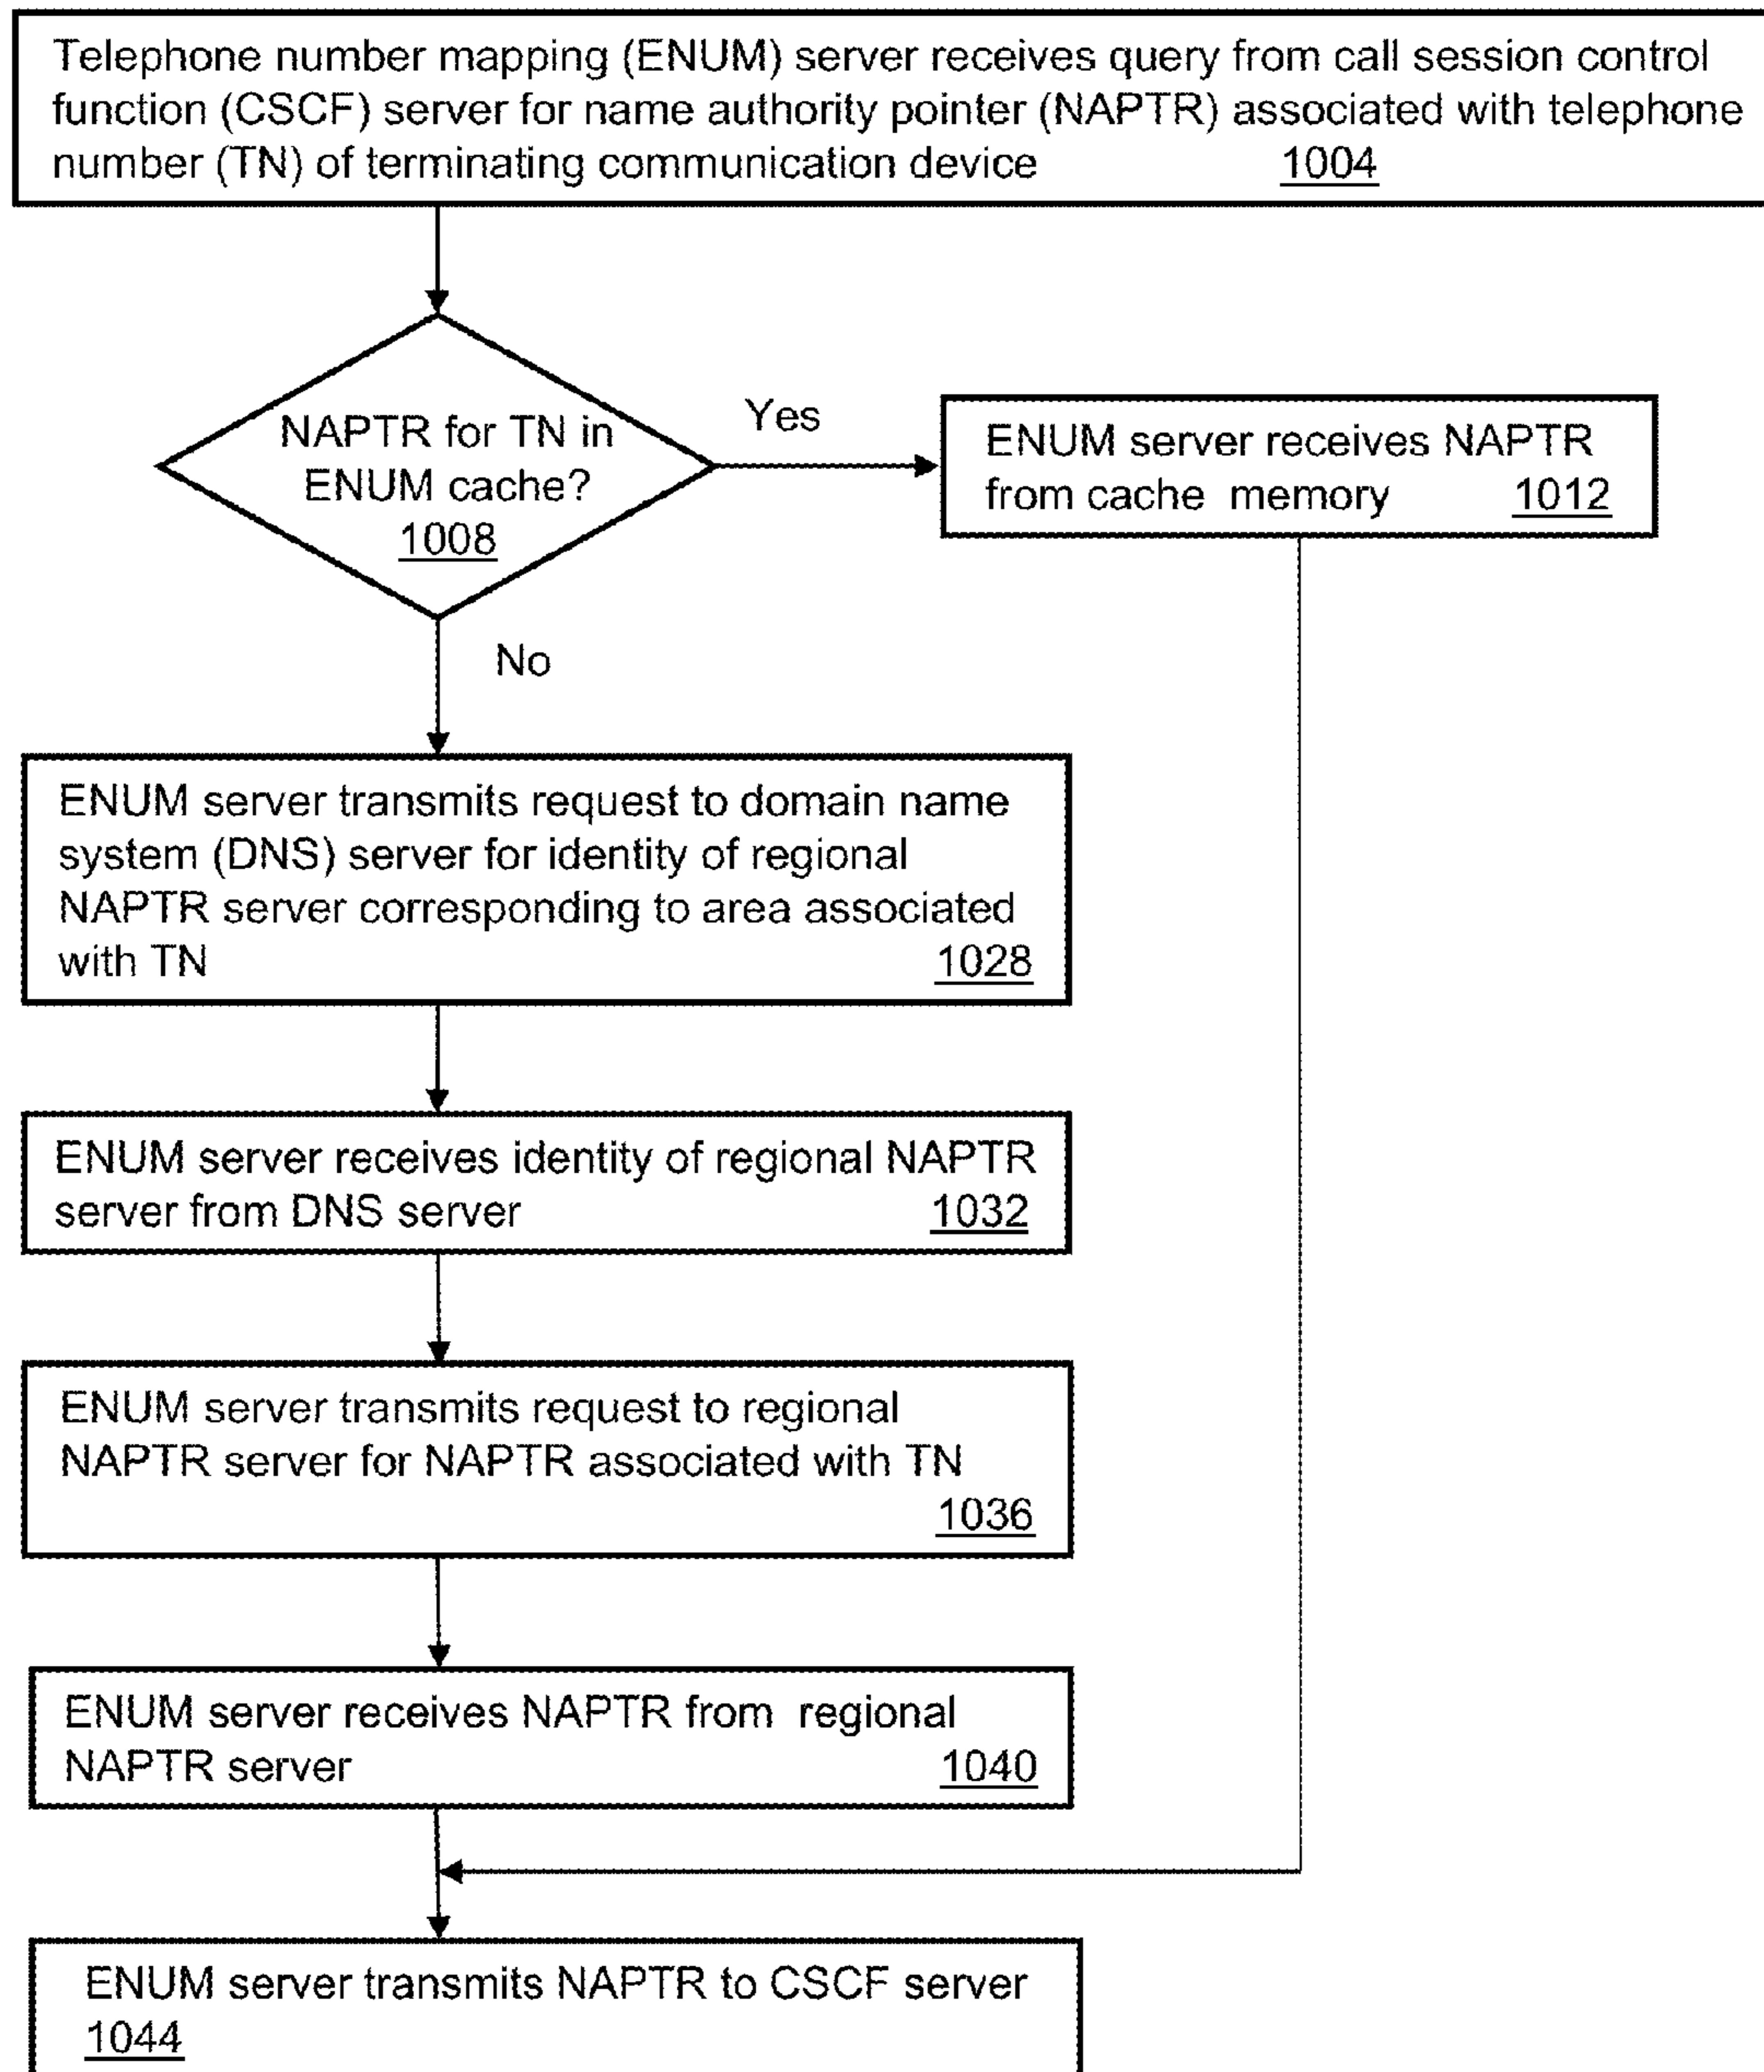 Telephone number mapping (ENUM) server receives query from call session control
function (CSCF) server for name authority pointer (NAPTR) associated with telephone
number (TN) of terminating communication device 1004
NAPTR for TN in
ENUM cache?
1008
Yes
ENUM server receives NAPTR
from cache memory 1012
No
ENUM server transmits request to domain name
system (DNS) server for identity of regional
NAPTR server corresponding to area associated
with TN 1028
ENUM server receives identity of regional NAPTR
server from DNS server 1032
ENUM server transmits request to regional
NAPTR server for NAPTR associated with TN
1036
ENUM server receives NAPTR from regional
NAPTR server 1040
ENUM server transmits NAPTR to CSCF server
1044